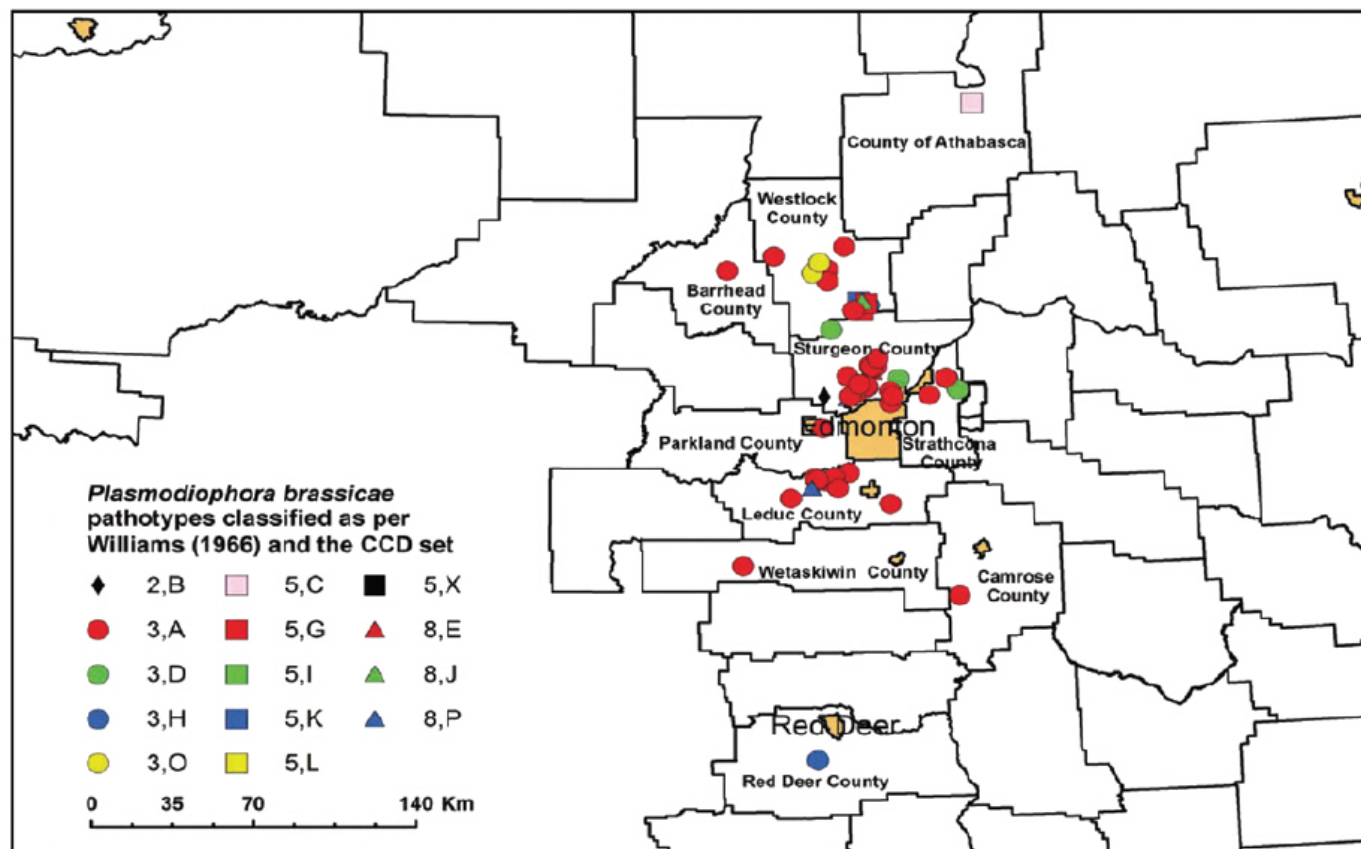 County of Athabasca
Westlock
County
Barrhead
County
Sturgeon County
Edmonton
Parkland County
Strathcona
County
Leduc County
Wetaskiwin County
Camrose
County
Red Deer
Red Deer County
Plasmodiophora brassicae
pathotypes classified as per
Williams (1966) and the CCD set
2,B 5,C 5,X
3,A 5,G 8,E
3,D 5,I 8,J
3,H 5,K 8,P
3,O 5,L
0 35 70 140 Km